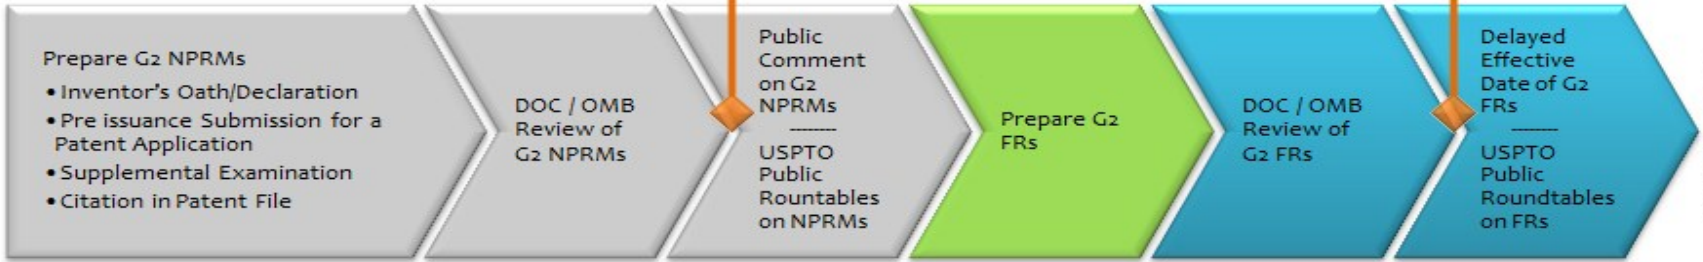 Prepare G2 NPRMs
• Inventor's Oath/Declaration
• Pre issuance Submission for a
Patent Application
• Supplemental Examination
• Citation in Patent File
DOC / OMB
Review of
G2 NPRMs
Public
Comment
on G2
NPRMs
--------
USPTO
Public
Rountables
on NPRMs
Prepare G2
FRs
DOC / OMB
Review of
G2 FRs
Delayed
Effective
Date of G2
FRs
--------
USPTO
Public
Roundtables
on FRs